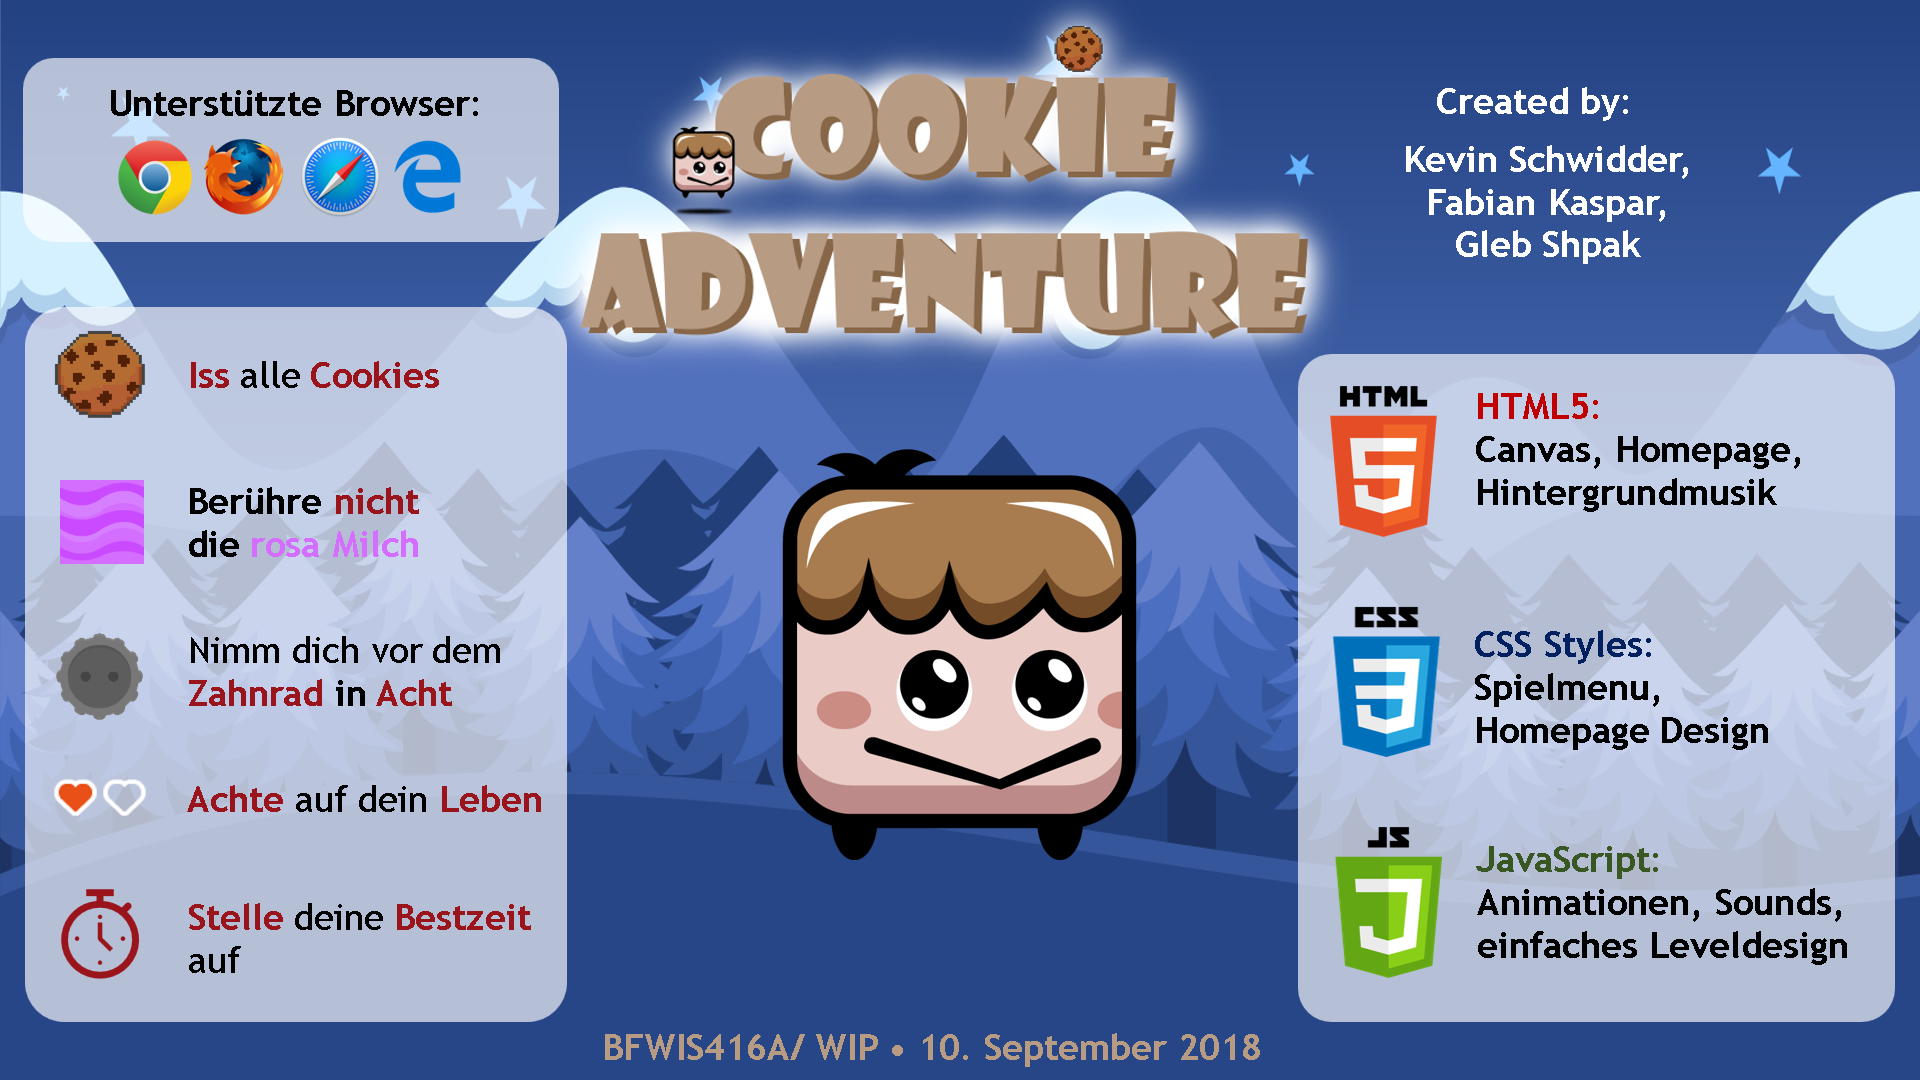 Unterstützte Browser:
COOKIE
ADVENTURE
Created by:
Kevin Schwidder,
Fabian Kaspar,
Gleb Shpak
Iss alle Cookies
Berühre nicht
die rosa Milch
Nimm dich vor dem
Zahnrad in Acht
Achte auf dein Leben
Stelle deine Bestzeit
auf
HTML
5
HTML5:
Canvas, Homepage,
Hintergrundmusik
CSS
3
CSS Styles:
Spielmenu,
Homepage Design
JS
JavaScript:
Animationen, Sounds,
einfaches Leveldesign
BFWIS416A/ WIP • 10. September 2018